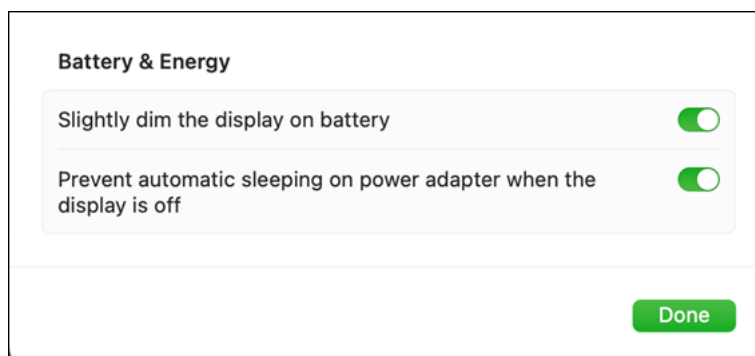 Battery & Energy
Slightly dim the display on battery
Prevent automatic sleeping on power adapter when the
display is off
Done